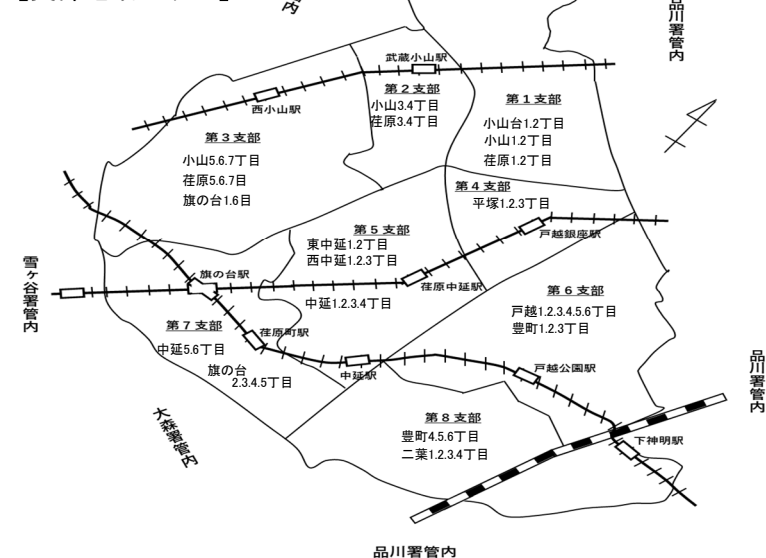 内
品川署管内
武蔵小山駅
第２支部
小山3.4丁目
荏原3.4丁目
第１支部
小山台1.2丁目
小山1.2丁目
荏原1.2丁目
西小山駅
第３支部
小山5.6.7丁目
荏原5.6.7丁目
旗の台1.6目
第４支部
平塚1.2.3丁目
戸越銀座駅
第５支部
東中延1.2丁目
西中延1.2.3丁目
中延1.2.3.4丁目
荏原中延駅
旗の台駅
雪ヶ谷署管内
第６支部
戸越1.2.3.4.5.6丁目
豊町1.2.3丁目
第７支部
中延5.6丁目
旗の台
2.3.4.5丁目
荏原町駅
中延駅
戸越公園駅
品川署管内
大森署管内
第８支部
豊町4.5.6丁目
二葉1.2.3.4丁目
下神明駅
品川署管内